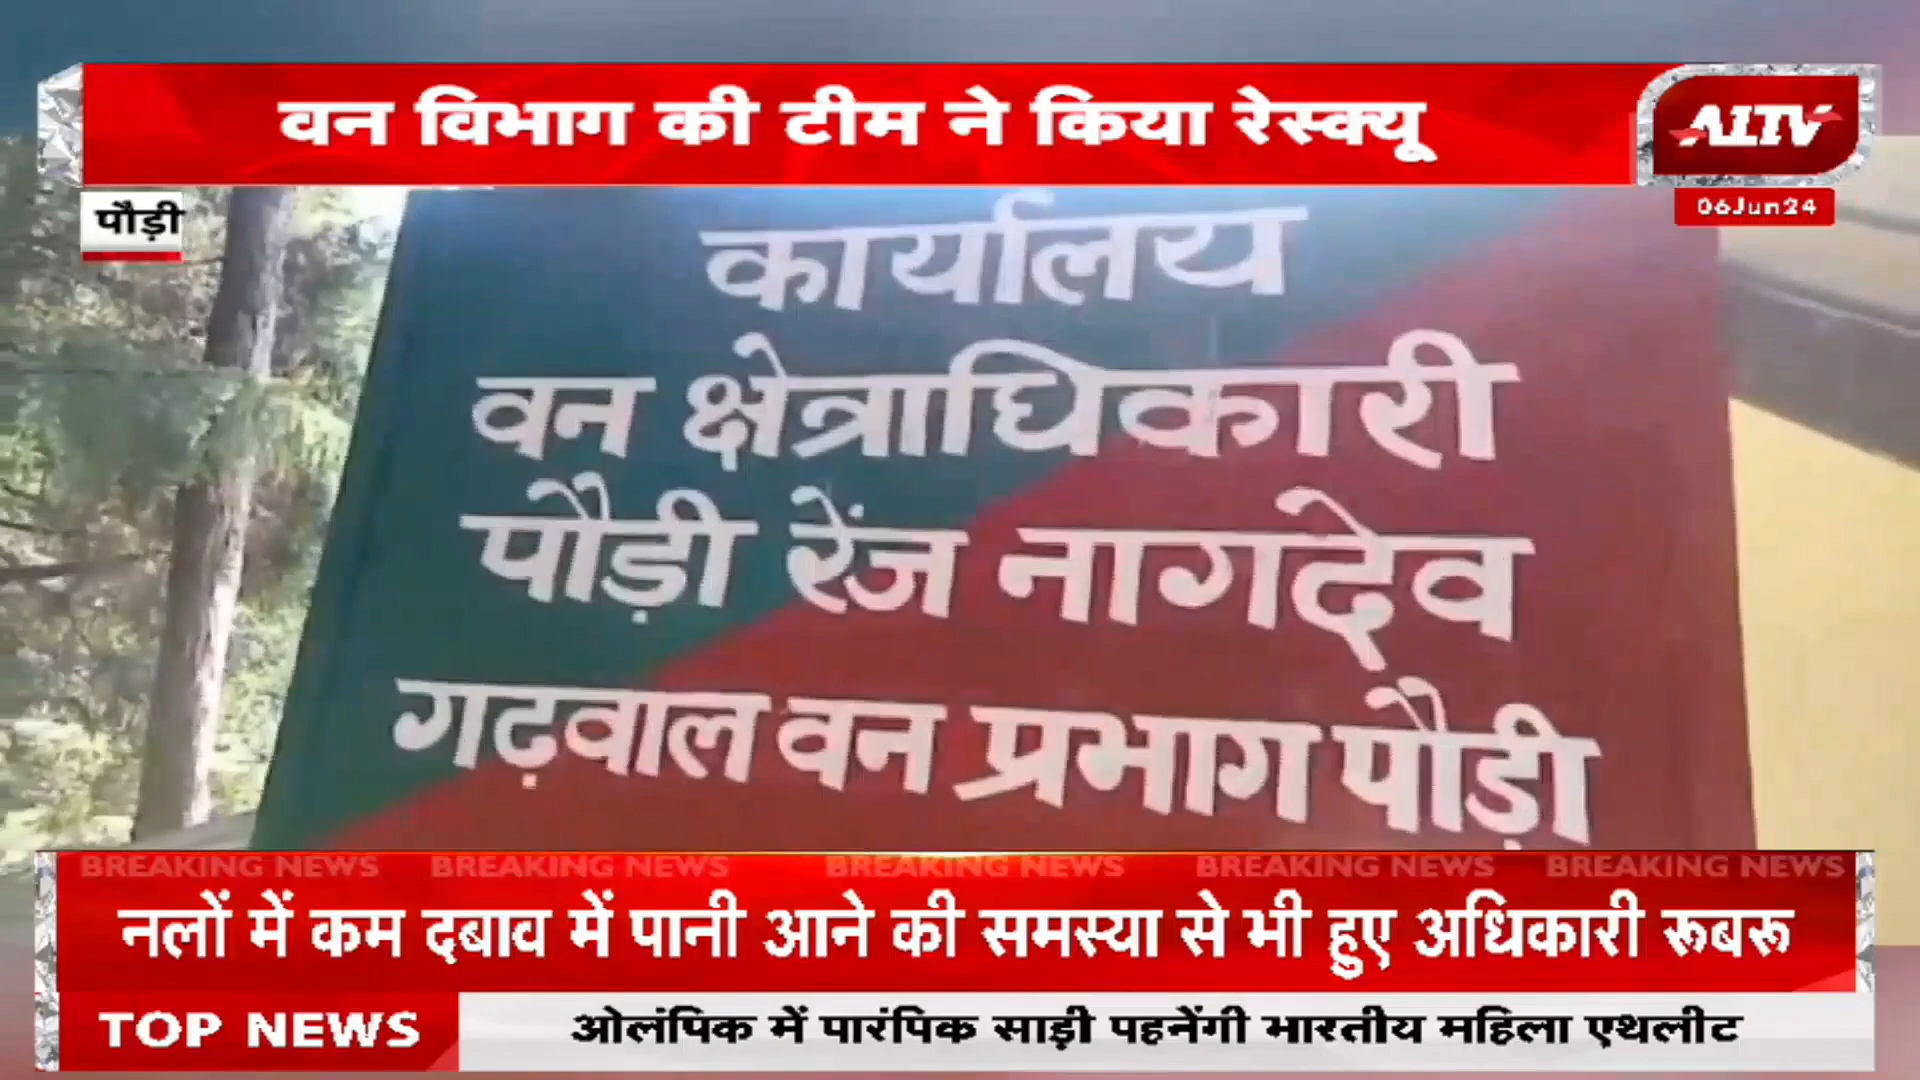 वन विभाग की टीम ने किया रेस्क्यू
ALTV
पौड़ी
06Jun24
कार्यालय
वन क्षेत्राधिकारी
पौड़ी रेंज नागदेव
गढ़वाल वन प्रभाग पौड़ी
BREAKING NEWS BREAKING NEWS BREAKING NEWS BREAKING NEWS BREAKING NEWS
नलों में कम दबाव में पानी आने की समस्या से भी हुए अधिकारी रूबरू
TOP NEWS
ओलंपिक में पारंपिक साड़ी पहनेंगी भारतीय महिला एथलीट